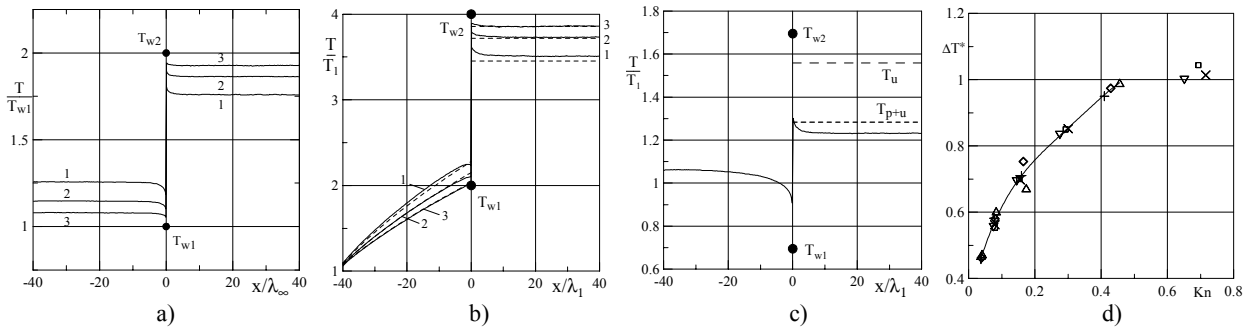 2
1.5
1
T
T_w1
T_w2
3
2
1
1
2
3
T_w1
-40 -20 0 20 40
x/λ_∞
a)
4
3
2
1
T
T_1
T_w2
3
2
1
1
2
3
T_w1
-40 -20 0 20 40
x/λ_1
b)
1.8
1.6
1.4
1.2
1
0.8
0.6
T
T_1
T_w2
T_u
T_p+u
T_w1
-40 -20 0 20 40
x/λ_1
c)
1.2
ΔT*
1
0.8
0.6
0.4
0 0.2 0.4 0.6 Kn 0.8
d)